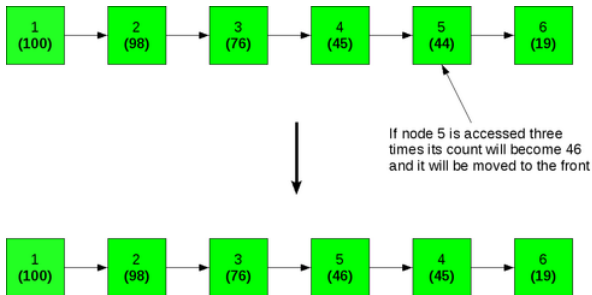 1 2 3 4 5 6
(100) (98) (76) (45) (44) (19)
If node 5 is accessed three
times its count will become 46
and it will be moved to the front
1 2 3 5 4 6
(100) (98) (76) (46) (45) (19)